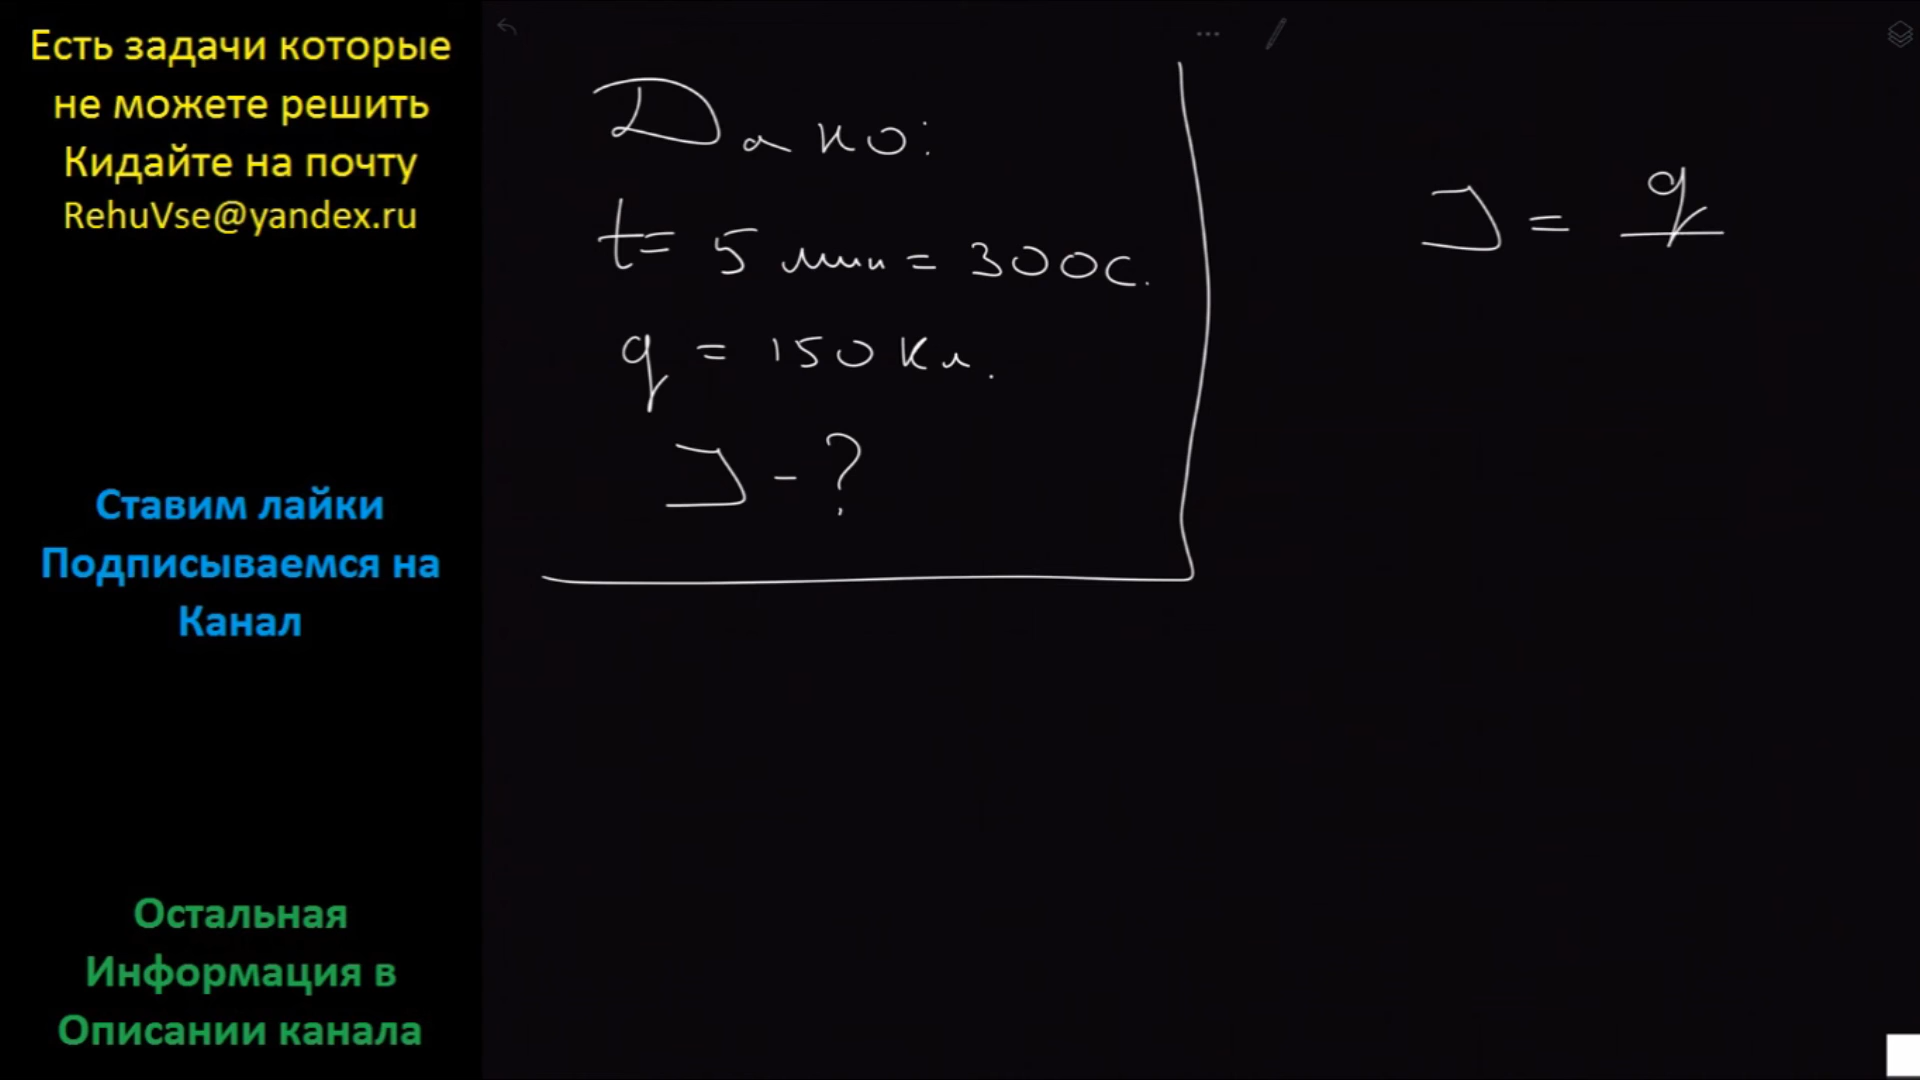 Есть задачи которые
не можете решить
Кидайте на почту
RehuVse@yandex.ru
Ставим лайки
Подписываемся на
Канал
Остальная
Информация в
Описании канала
Дано:
t = 5 мин = 300с.
q = 150 Кл.
J - ?
J = q